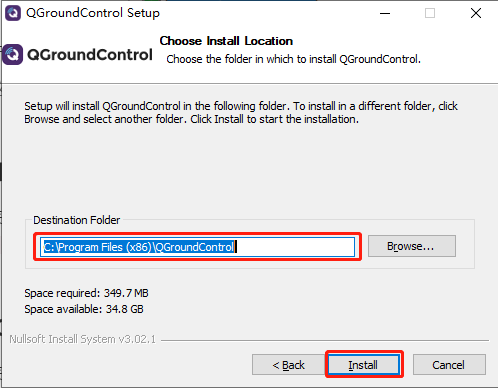 QGroundControl Setup
Choose Install Location
Choose the folder in which to install QGroundControl.
QGroundControl
Setup will install QGroundControl in the following folder. To install in a different folder, click
Browse and select another folder. Click Install to start the installation.
Destination Folder
C:\Program Files (x86)\QGroundControl
Browse...
Space required: 349.7 MB
Space available: 34.8 GB
Nullsoft Install System v3.02.1
< Back
Install
Cancel